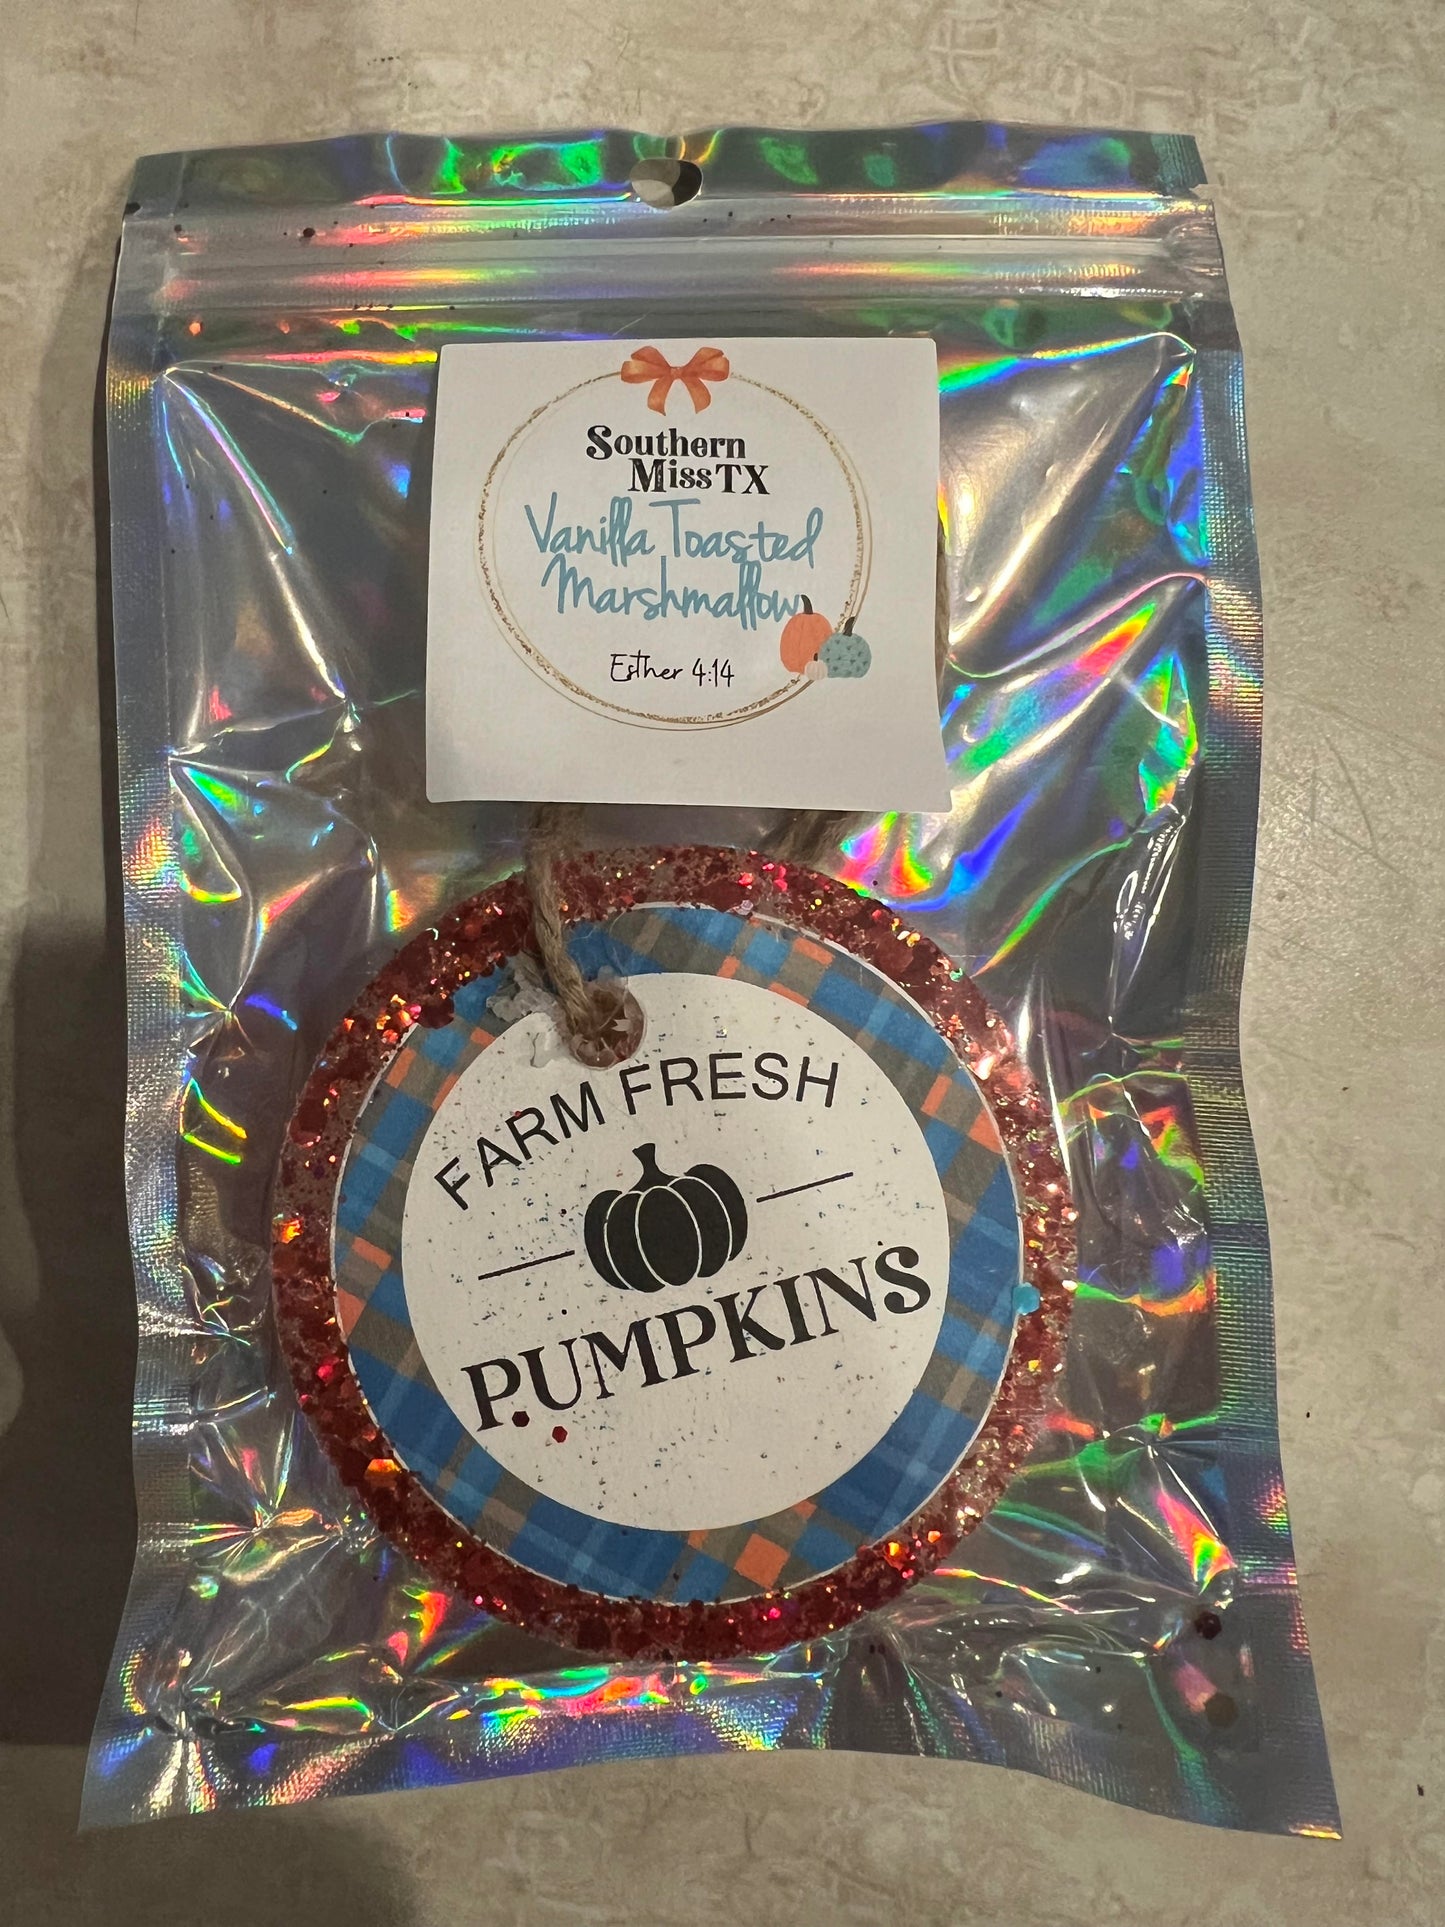 Southern
Miss TX
Vanilla Toasted
Marshmallow
Esther 4:14
FARM FRESH
PUMPKINS